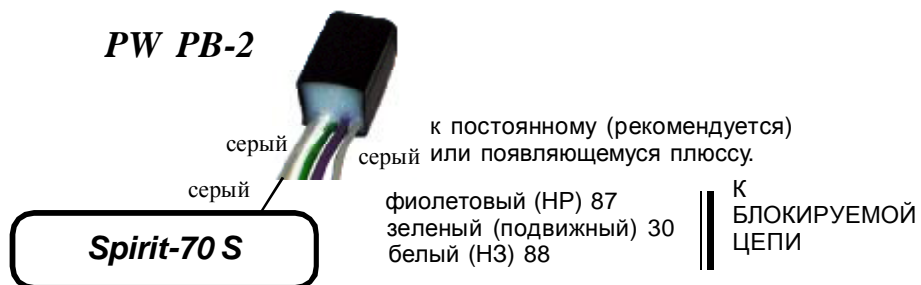 PW PB-2
серый
серый
к постоянному (рекомендуется)
или появляющемуся плюссу.
серый
Spirit-70 S
фиолетовый (НР) 87
зеленый (подвижный) 30
белый (НЗ) 88
К
БЛОКИРУЕМОЙ
ЦЕПИ